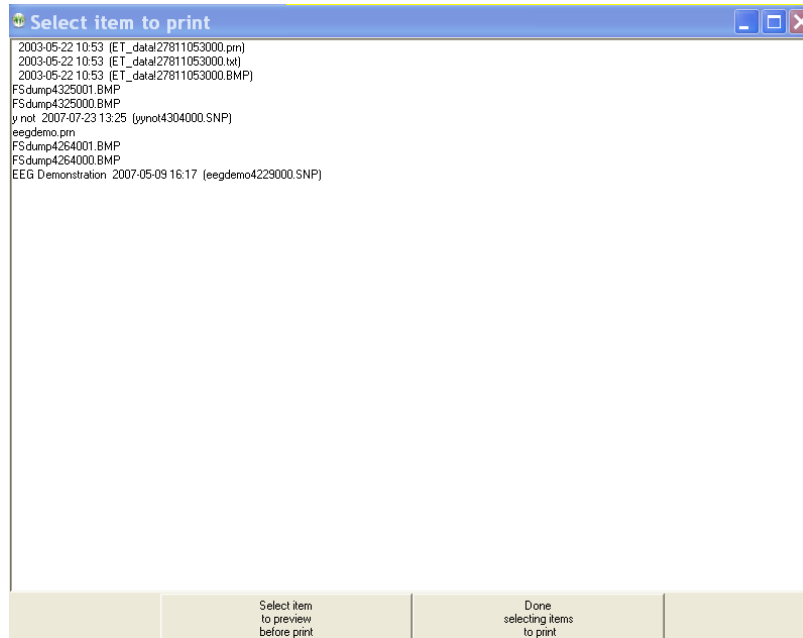 Select item to print
2003-05-22 10:53 (ET_data!27811053000.prn)
2003-05-22 10:53 (ET_data!27811053000.txt)
2003-05-22 10:53 (ET_data!27811053000.BMP)
FSdump4325001.BMP
FSdump4325000.BMP
y not 2007-07-23 13:25 (yynot4304000.SNP)
eegdemo.prn
FSdump4264001.BMP
FSdump4264000.BMP
EEG Demonstration 2007-05-09 16:17 (eegdemo4229000.SNP)
Select item
to preview
before print
Done
selecting items
to print